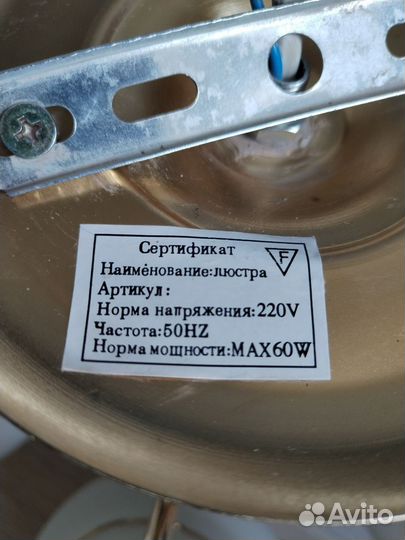 Сертификат
F
Наименование:люстра
Артикул:
Норма напряжения:220V
Частота:50HZ
Норма мощности:MAX60W
Avito